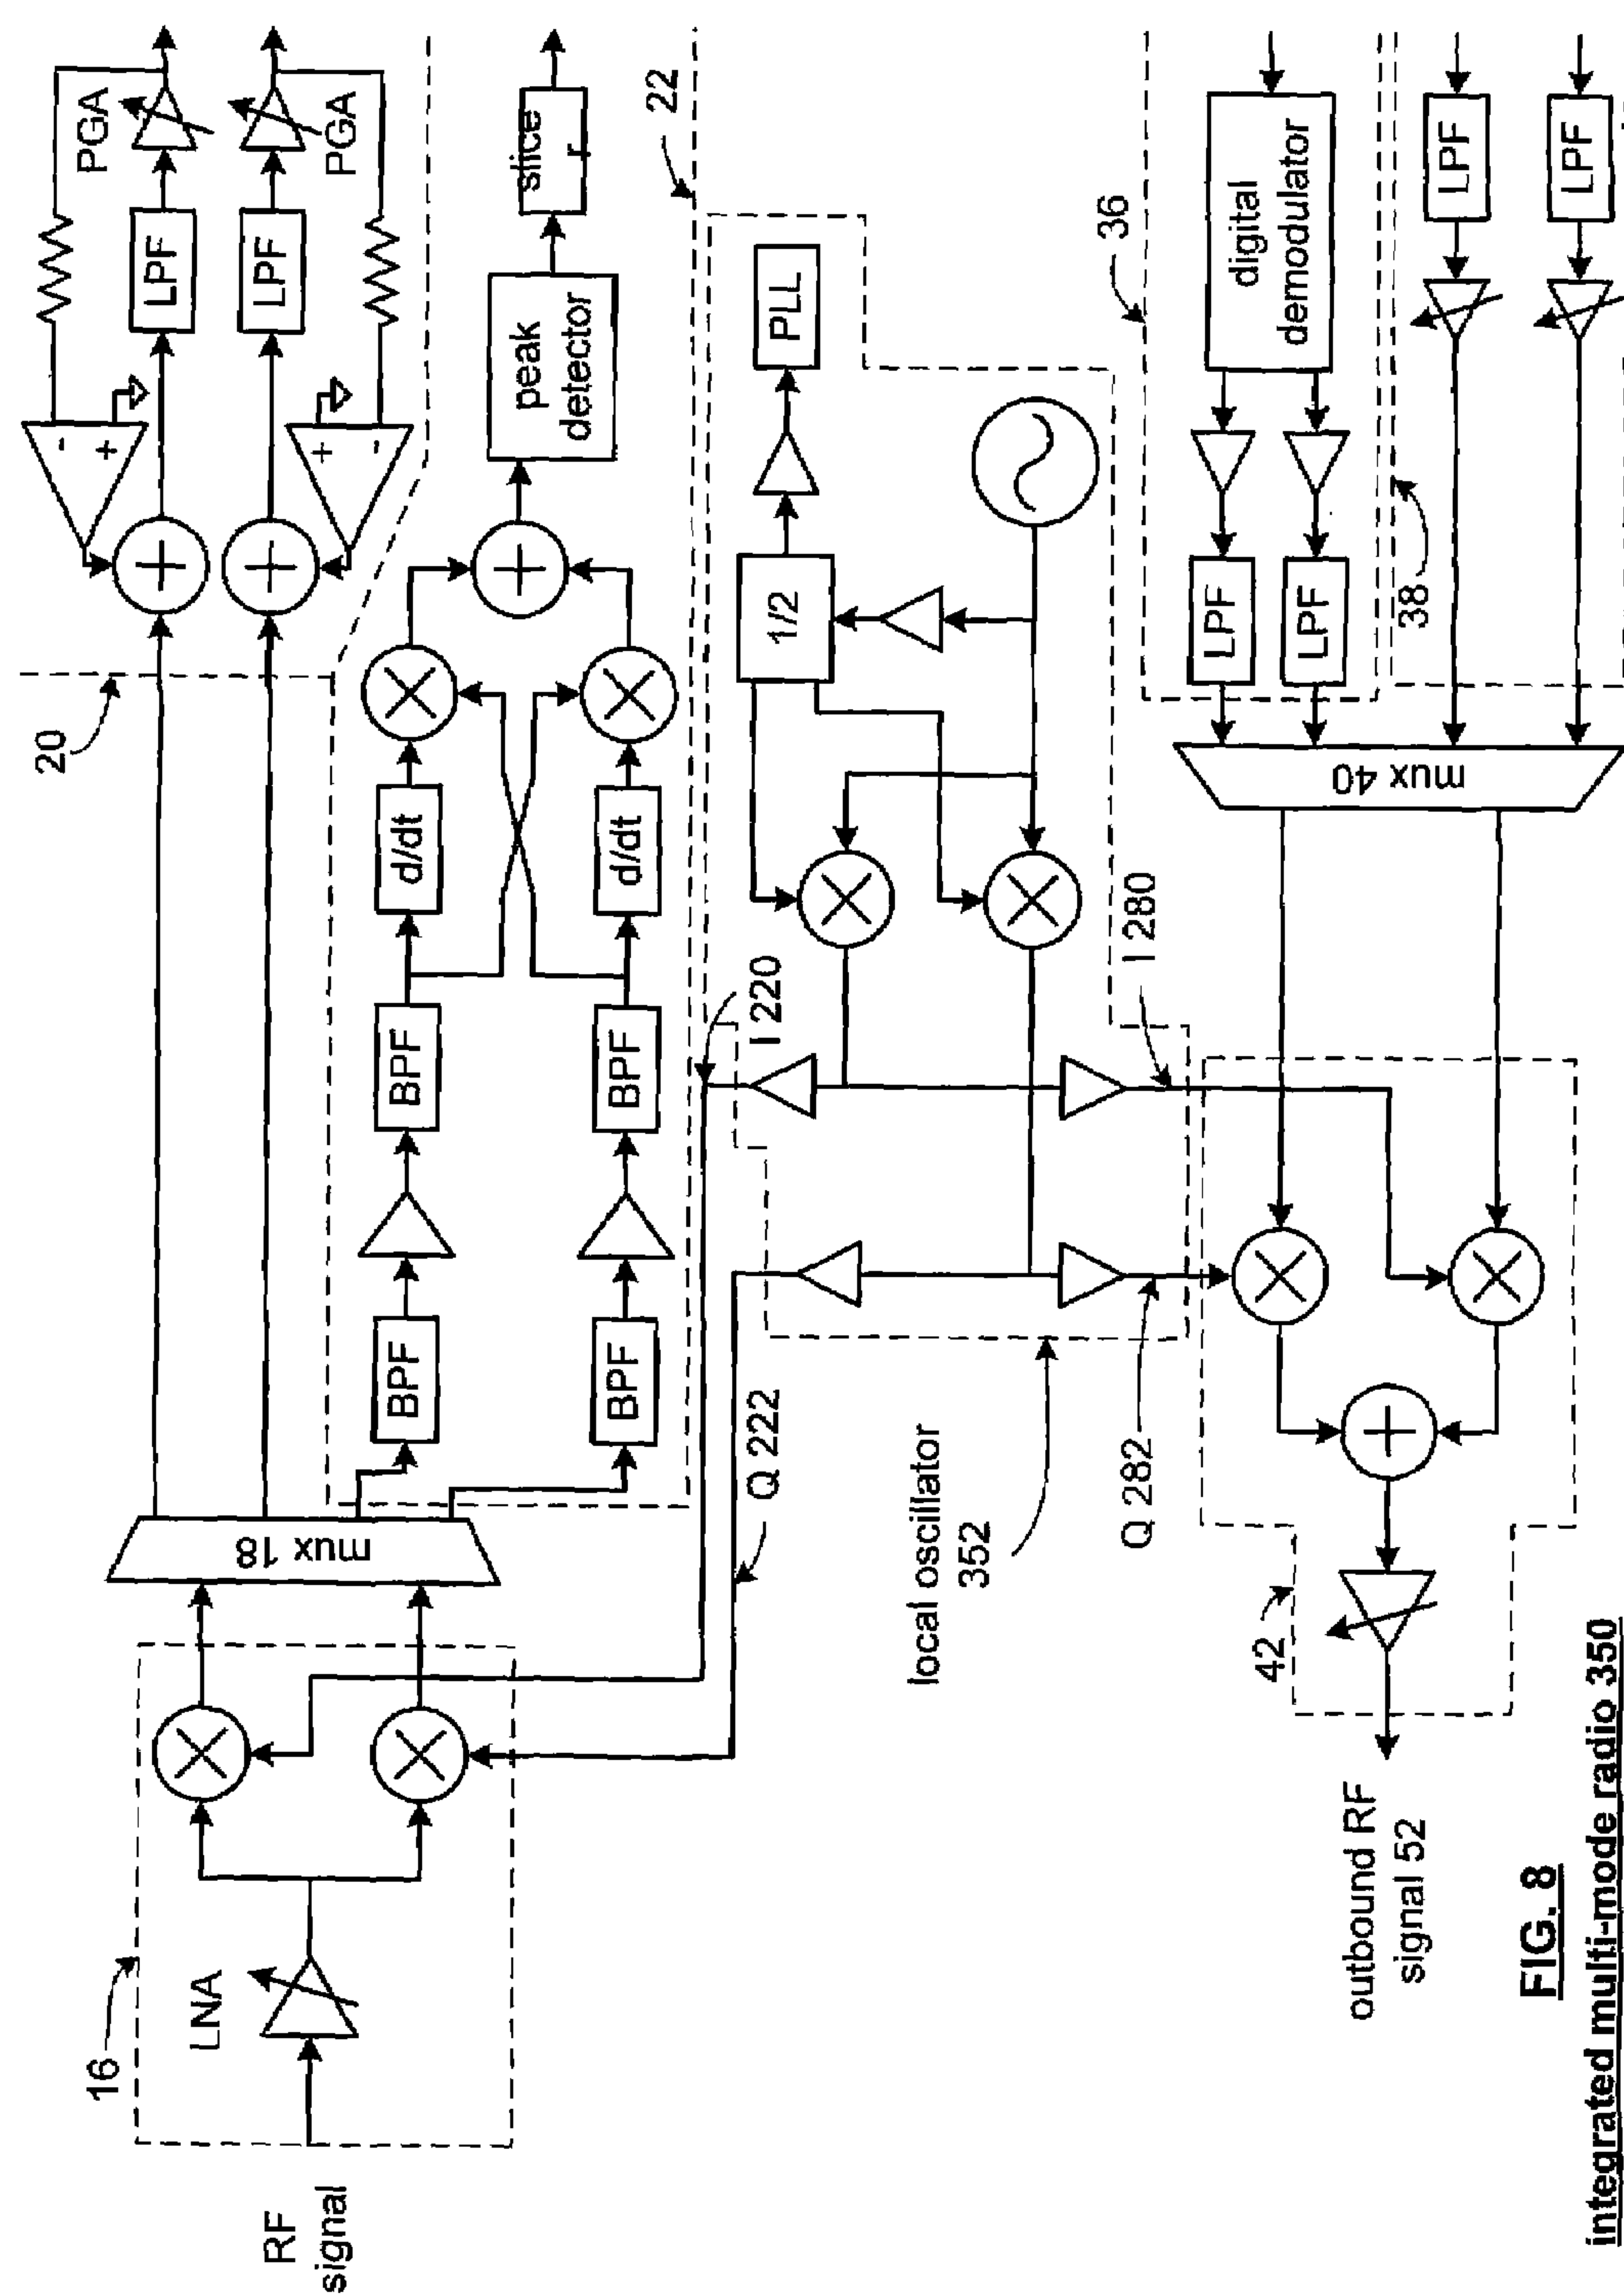 16
LNA
RF
signal
mux 18
20
PGA
LPF
LPF
PGA
-
+
+
-
+
+
BPF
BPF
d/dt
BPF
BPF
d/dt
+
peak
detector
slice
r
22
I 220
Q 222
1/2
PLL
local oscillator
352
I 280
Q 282
36
digital
demodulator
LPF
LPF
38
LPF
LPF
mux 40
42
+
outbound RF
signal 52
FIG. 8
integrated multi-mode radio 350